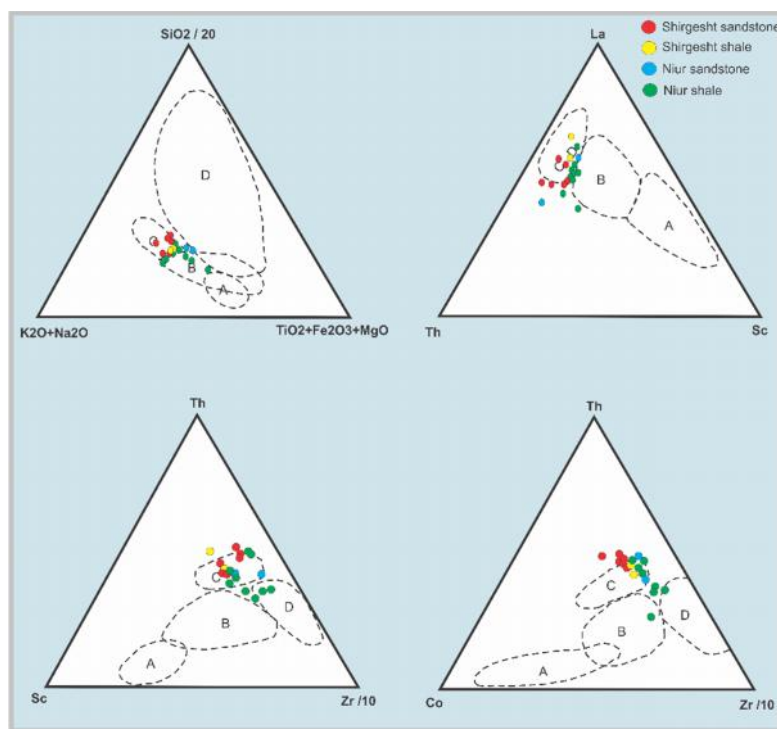 SiO2 / 20
D
C
B
A
K2O+Na2O
TiO2+Fe2O3+MgO
La
Shirgesht sandstone
Shirgesht shale
Niur sandstone
Niur shale
C
B
A
Th
Sc
Th
C
D
B
A
Sc
Zr /10
Th
C
D
B
A
Co
Zr /10